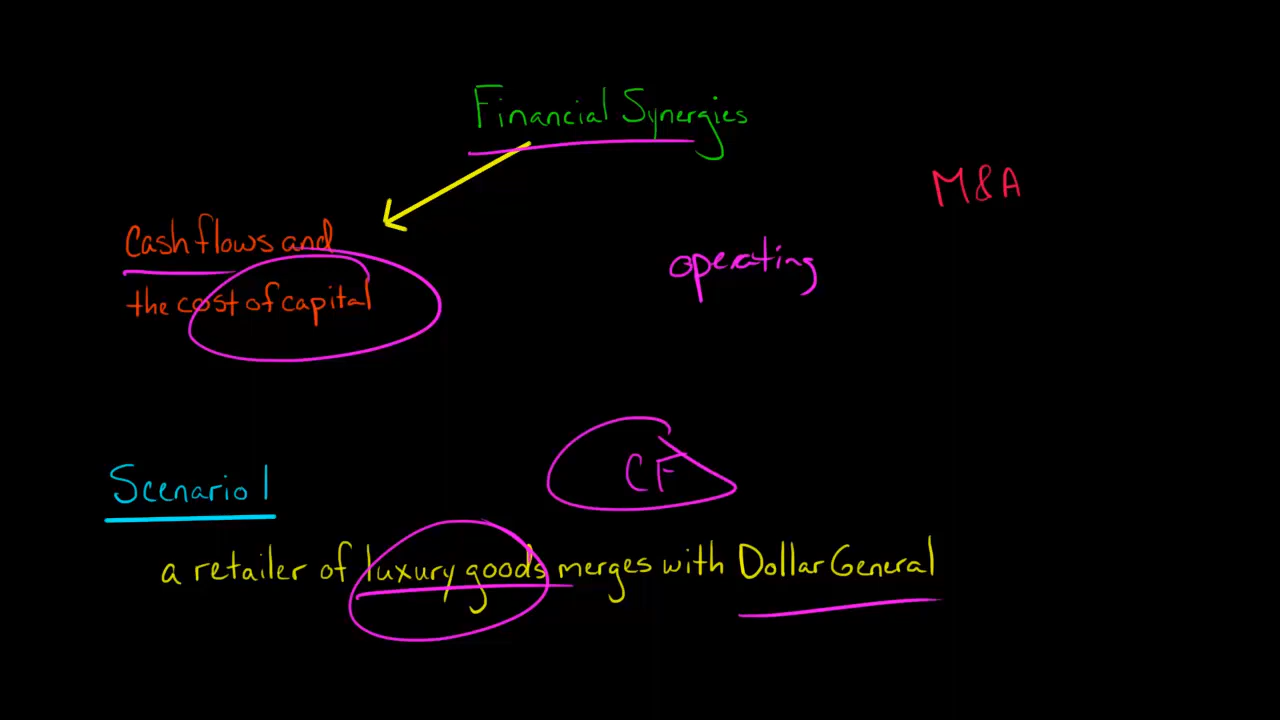 Financial Synergies
M&A
Cash flows and
the cost of capital
operating
CF
Scenario 1
a retailer of luxury goods merges with Dollar General